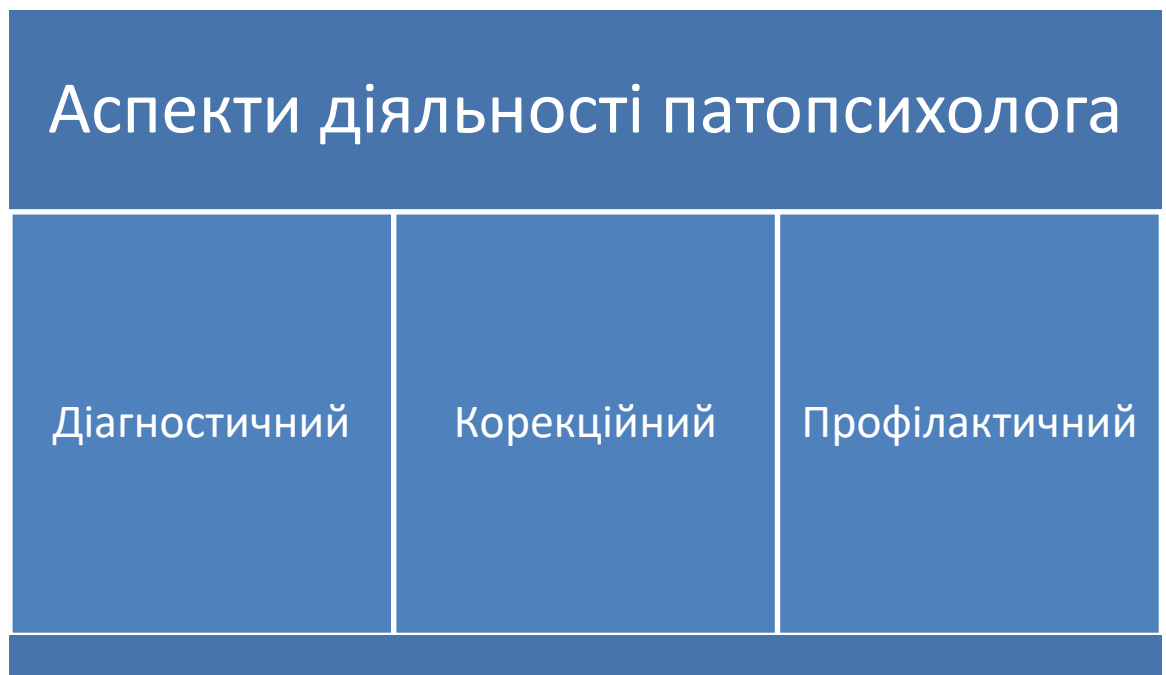 Аспекти діяльності патопсихолога
Діагностичний
Корекційний
Профілактичний